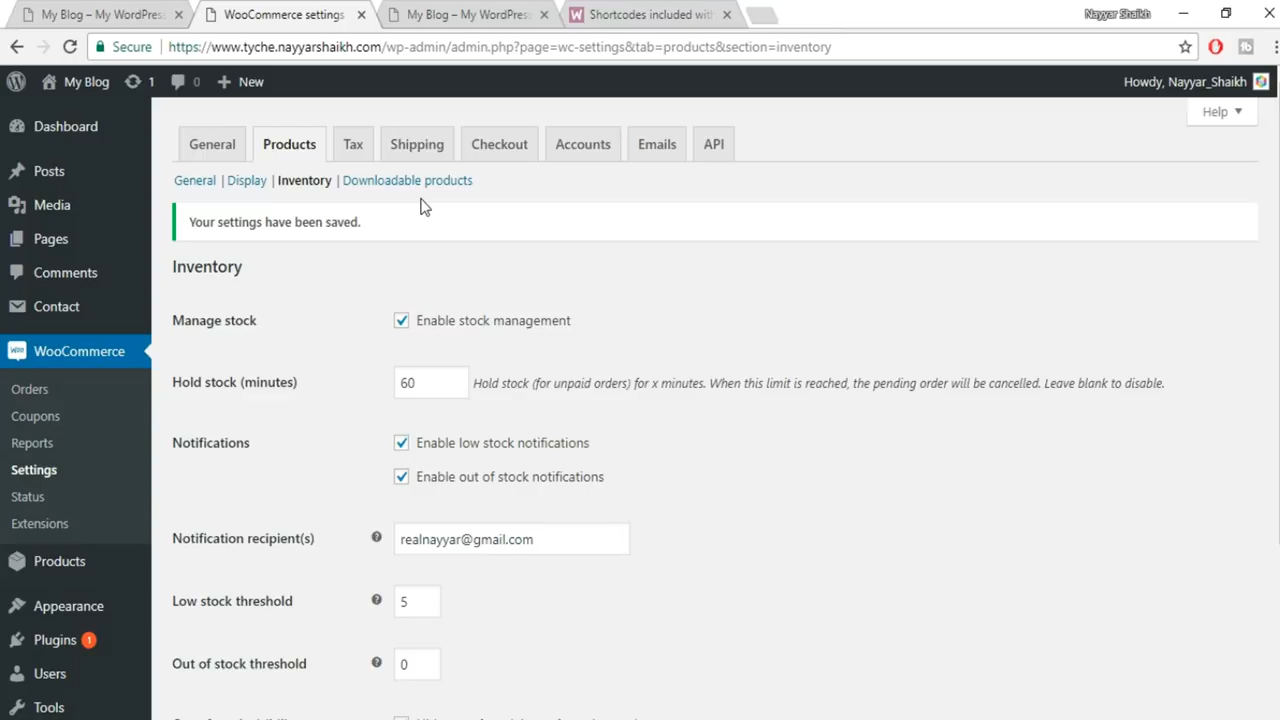 My Blog – My WordPres
WooCommerce settings
My Blog – My WordPres
Shortcodes included wit
Nayyar Shaikh
Secure
https://www.tyche.nayyarshaikh.com/wp-admin/admin.php?page=wc-settings&tab=products&section=inventory
My Blog
1
0
New
Howdy, Nayyar_Shaikh
Help
Dashboard
Posts
Media
Pages
Comments
Contact
WooCommerce
Orders
Coupons
Reports
Settings
Status
Extensions
Products
Appearance
Plugins 1
Users
Tools
General Products Tax Shipping Checkout Accounts Emails API
General | Display | Inventory | Downloadable products
Your settings have been saved.
Inventory
Manage stock Enable stock management
Hold stock (minutes) 60 Hold stock (for unpaid orders) for x minutes. When this limit is reached, the pending order will be cancelled. Leave blank to disable.
Notifications Enable low stock notifications
Enable out of stock notifications
Notification recipient(s) realnayyar@gmail.com
Low stock threshold 5
Out of stock threshold 0